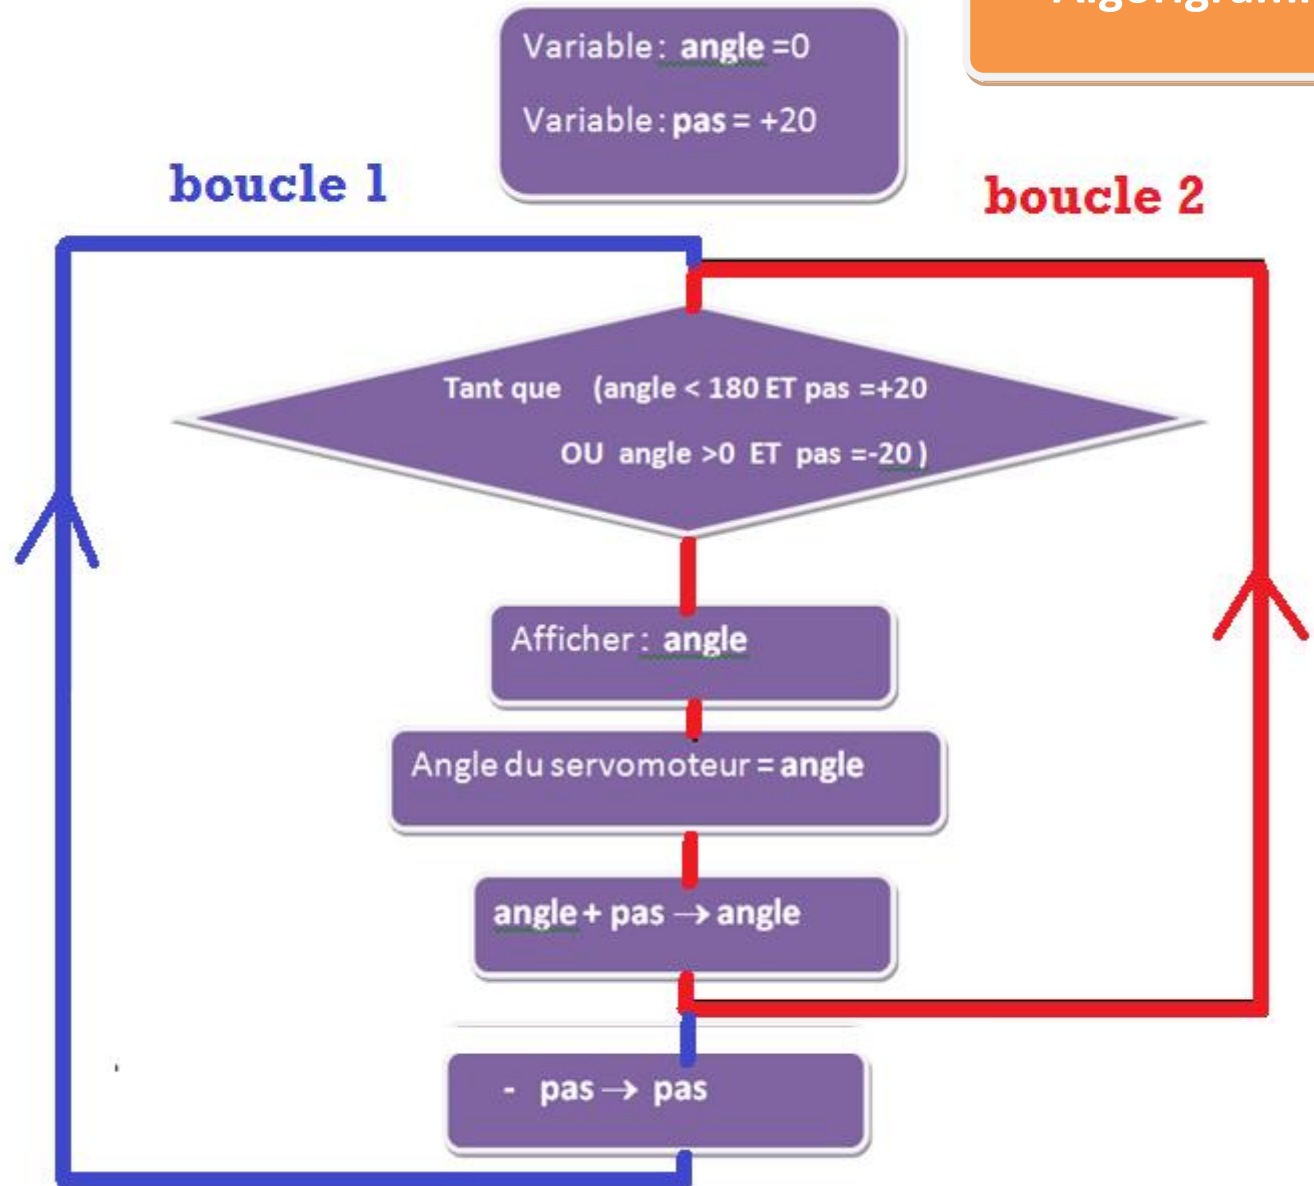 Variable : angle =0
Variable : pas = +20
boucle 1
boucle 2
Tant que (angle < 180 ET pas =+20
OU angle >0 ET pas =-20 )
Afficher : angle
Angle du servomoteur = angle
angle + pas → angle
- pas → pas